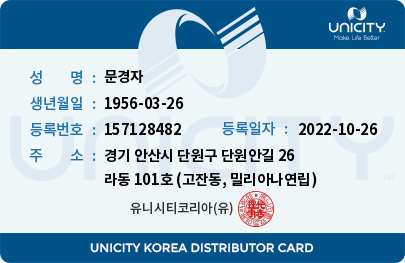 UNICITY
Make Life Better
성 명 : 문경자
생년월일 : 1956-03-26
등록번호 : 157128482 등록일자 : 2022-10-26
주 소 : 경기 안산시 단원구 단원안길 26
라동 101호 (고잔동, 밀리아나연립)
UNICITY
TM
유니시티코리아(유)
UNICITY KOREA DISTRIBUTOR CARD